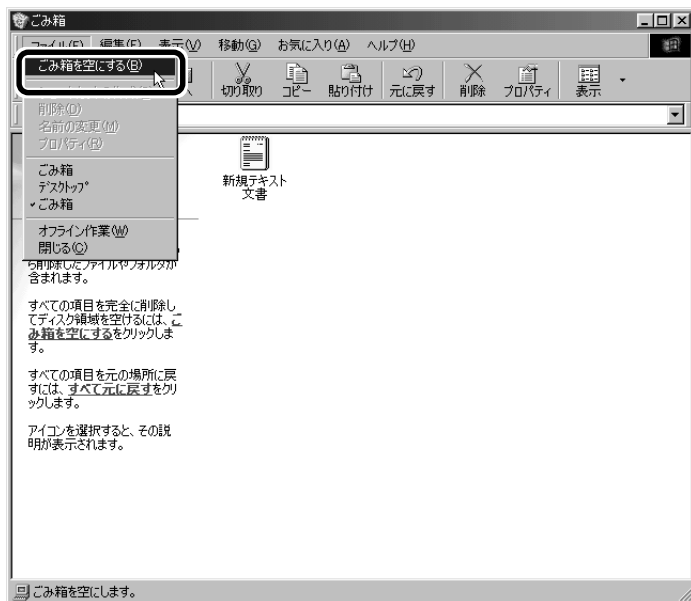 ごみ箱
ファイル(F) 編集(E) 表示(V) 移動(G) お気に入り(A) ヘルプ(H)
ごみ箱を空にする(B)
切り取り コピー 貼り付け 元に戻す 削除 プロパティ 表示
削除(D)
名前の変更(M)
プロパティ(R)
ごみ箱
デスクトップ
ごみ箱
オフライン作業(W)
閉じる(C)
新規テキスト
文書
ら削除したファイルやフォルダが
含まれます。
すべての項目を完全に削除し
てディスク領域を空けるには、ご
み箱を空にするをクリックしま
す。
すべての項目を元の場所に戻
すには、すべて元に戻すをクリ
ックします。
アイコンを選択すると、その説
明が表示されます。
ごみ箱を空にします。